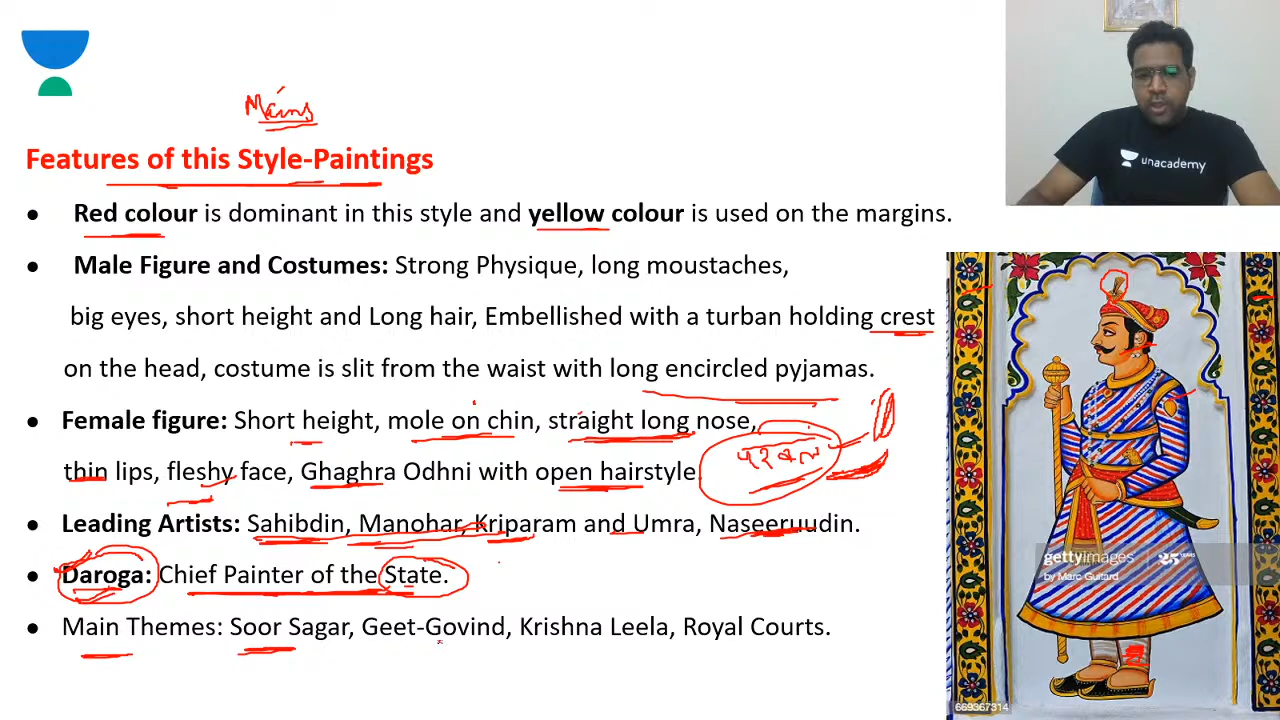 Mains
Features of this Style-Paintings
● Red colour is dominant in this style and yellow colour is used on the margins.
● Male Figure and Costumes: Strong Physique, long moustaches,
big eyes, short height and Long hair, Embellished with a turban holding crest
on the head, costume is slit from the waist with long encircled pyjamas.
● Female figure: Short height, mole on chin, straight long nose,
thin lips, fleshy face, Ghaghra Odhni with open hairstyle
● Leading Artists: Sahibdin, Manohar, Kriparam and Umra, Naseeruudin.
● Daroga: Chief Painter of the State.
● Main Themes: Soor Sagar, Geet-Govind, Krishna Leela, Royal Courts.
unacademy
gettyimages
by Marc Guitard
25 YEARS
669367314